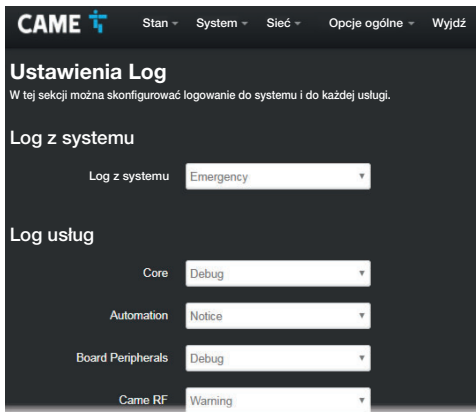 CAME Stan System Sieć Opcje ogólne Wyjdź
Ustawienia Log
W tej sekcji można skonfigurować logowanie do systemu i do każdej usługi.
Log z systemu
Log z systemu Emergency
Log usług
Core Debug
Automation Notice
Board Peripherals Debug
Came RF Warning